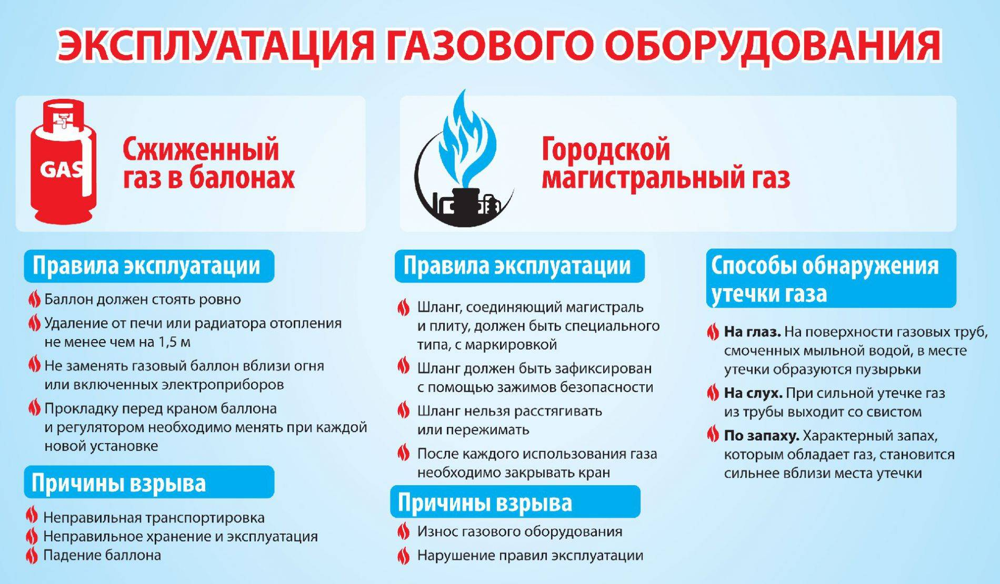 ЭКСПЛУАТАЦИЯ ГАЗОВОГО ОБОРУДОВАНИЯ
GAS
Сжиженный
газ в балонах
Правила эксплуатации
Баллон должен стоять ровно
Удаление от печи или радиатора отопления
не менее чем на 1,5 м
Не заменять газовый баллон вблизи огня
или включенных электроприборов
Прокладку перед краном баллона
и регулятором необходимо менять при каждой
новой установке
Причины взрыва
Неправильная транспортировка
Неправильное хранение и эксплуатация
Падение баллона
Городской
магистральный газ
Правила эксплуатации
Шланг, соединяющий магистраль
и плиту, должен быть специального
типа, с маркировкой
Шланг должен быть зафиксирован
с помощью зажимов безопасности
Шланг нельзя расстягивать
или пережимать
После каждого использования газа
необходимо закрывать кран
Причины взрыва
Износ газового оборудования
Нарушение правил эксплуатации
Способы обнаружения
утечки газа
На глаз. На поверхности газовых труб,
смоченных мыльной водой, в месте
утечки образуются пузырьки
На слух. При сильной утечке газ
из трубы выходит со свистом
По запаху. Характерный запах,
которым обладает газ, становится
сильнее вблизи места утечки